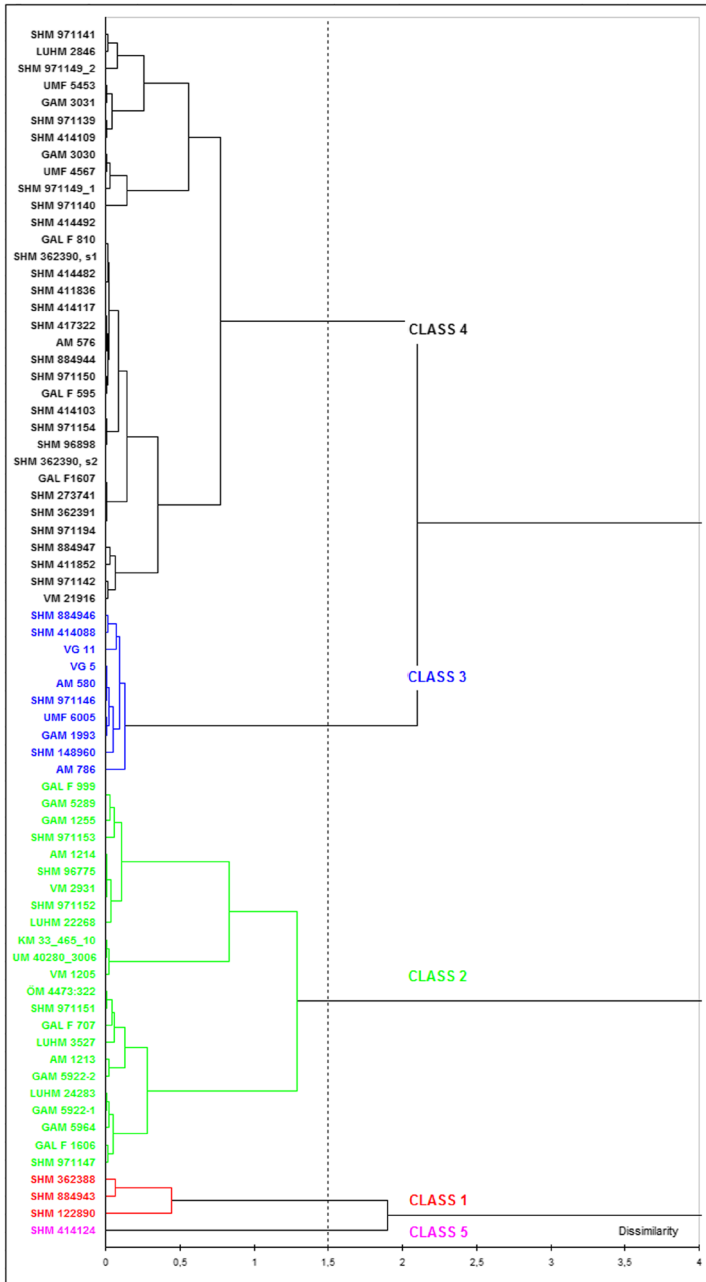 SHM 971141
LUHM 2846
SHM 971149_2
UMF 5453
GAM 3031
SHM 971139
SHM 414109
GAM 3030
UMF 4567
SHM 971149_1
SHM 971140
SHM 414492
GAL F 810
SHM 362390, s1
SHM 414482
SHM 411836
SHM 414117
SHM 417322
CLASS 4
AM 576
SHM 884944
SHM 971150
GAL F 595
SHM 414103
SHM 971154
SHM 96898
SHM 362390, s2
GAL F1607
SHM 273741
SHM 362391
SHM 971194
SHM 884947
SHM 411852
SHM 971142
VM 21916
SHM 884946
SHM 414088
VG 11
VG 5
CLASS 3
AM 580
SHM 971146
UMF 6005
GAM 1993
SHM 148960
AM 786
GAL F 999
GAM 5289
GAM 1255
SHM 971153
AM 1214
SHM 96775
VM 2931
SHM 971152
LUHM 22268
KM 33_465_10
UM 40280_3006
VM 1205
CLASS 2
ÖM 4473:322
SHM 971151
GAL F 707
LUHM 3527
AM 1213
GAM 5922-2
LUHM 24283
GAM 5922-1
GAM 5964
GAL F 1606
SHM 971147
SHM 362388
SHM 884943
CLASS 1
SHM 122890
SHM 414124
CLASS 5
Dissimilarity
0 0,5 1 1,5 2 2,5 3 3,5 4